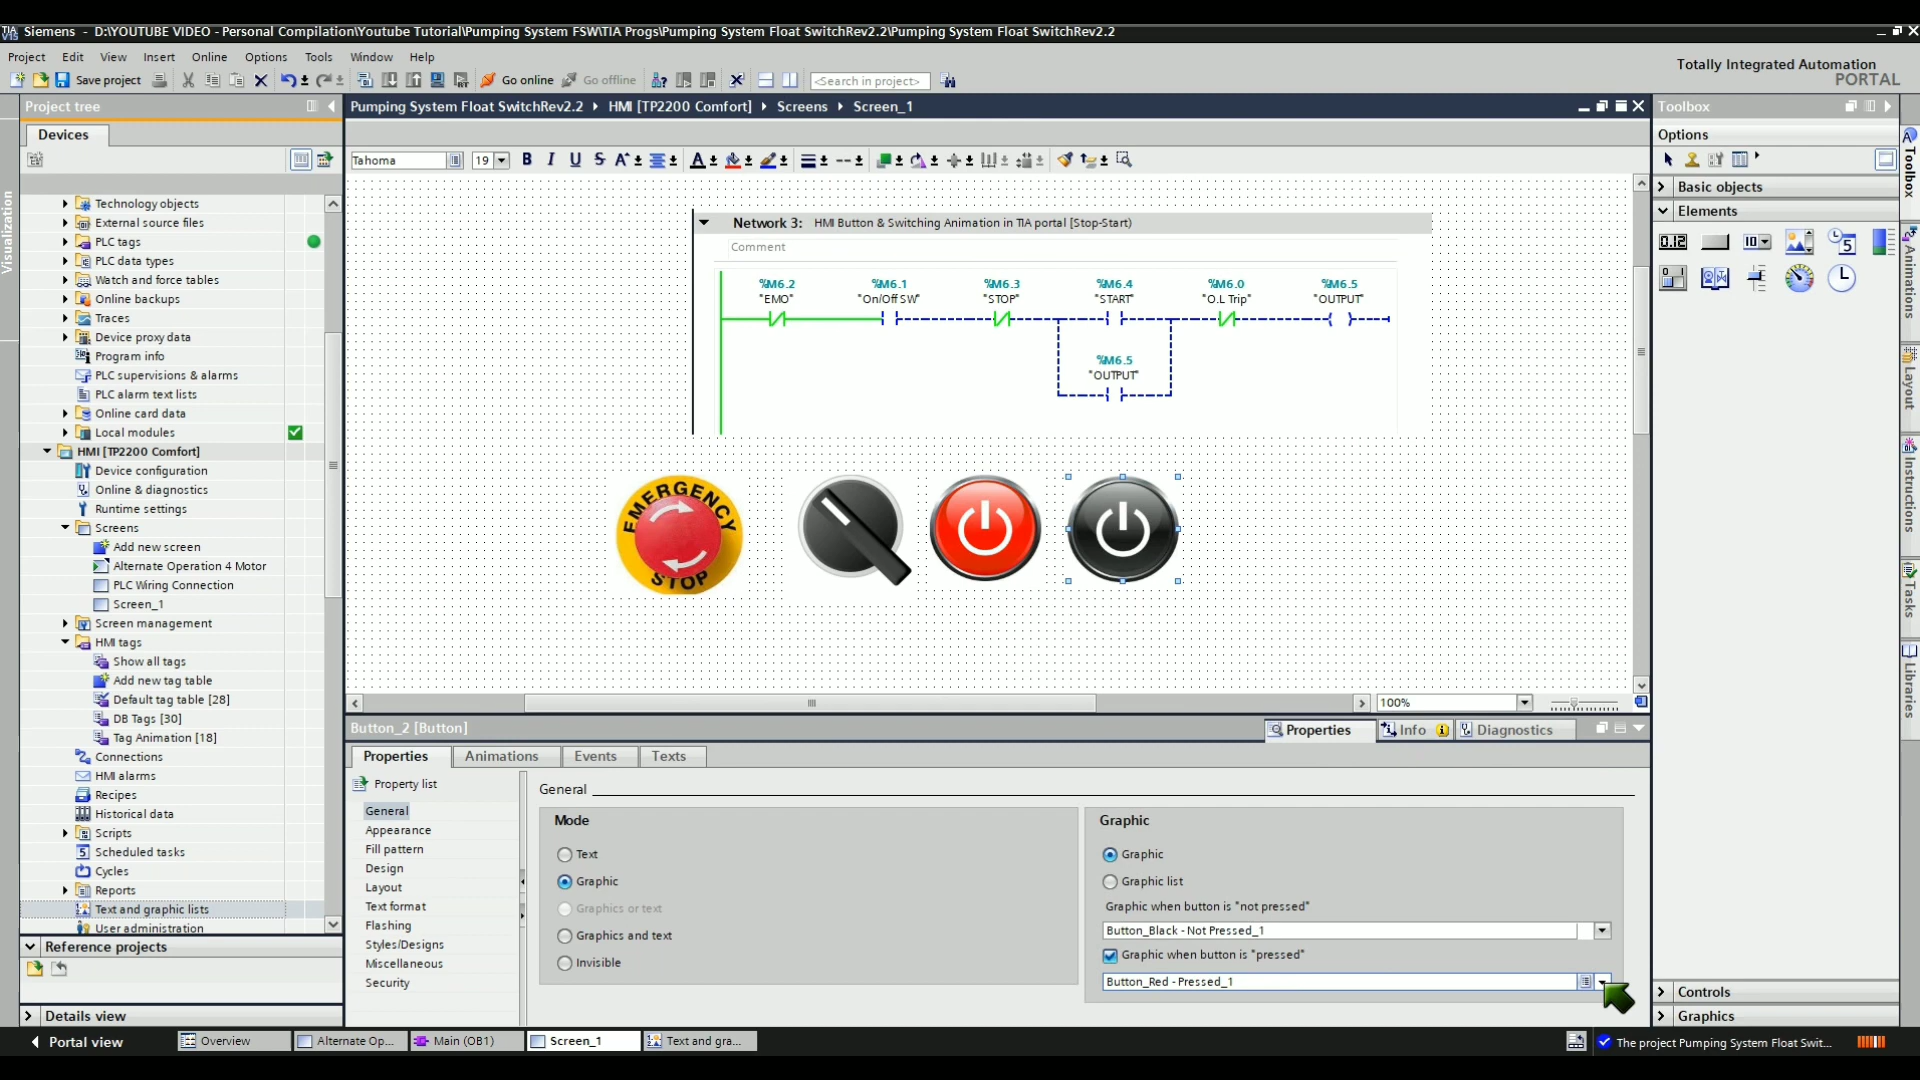 Siemens - D:\YOUTUBE VIDEO - Personal Compilation\Youtube Tutorial\Pumping System FSW\TIA Progs\Pumping System Float SwitchRev2.2\Pumping System Float SwitchRev2.2
Project Edit View Insert Online Options Tools Window Help
Totally Integrated Automation
PORTAL
Save project
Go online
Go offline
<Search in project>
Project tree
Pumping System Float SwitchRev2.2 HMI [TP2200 Comfort] Screens Screen_1
Toolbox
Devices
Options
Tahoma
19
B I U S
Visualization
Technology objects
External source files
PLC tags
PLC data types
Watch and force tables
Online backups
Traces
Device proxy data
Program info
PLC supervisions & alarms
PLC alarm text lists
Online card data
Local modules
HMI [TP2200 Comfort]
Device configuration
Online & diagnostics
Runtime settings
Screens
Add new screen
Alternate Operation 4 Motor
PLC Wiring Connection
Screen_1
Screen management
HMI tags
Show all tags
Add new tag table
Default tag table [28]
DB Tags [30]
Tag Animation [18]
Connections
HMI alarms
Recipes
Historical data
Scripts
Scheduled tasks
Cycles
Reports
Text and graphic lists
User administration
Reference projects
Details view
Network 3: HMI Button & Switching Animation in TIA portal [Stop-Start)
Comment
%M6.2 %M6.1 %M6.3 %M6.4 %M6.0 %M6.5
"EMO" "On/Off SW" "STOP" "START" "O.L Trip" "OUTPUT"
%M6.5
"OUTPUT"
EMERGENCY
STOP
100%
Basic objects
Elements
0.12
10
5
Controls
Graphics
Toolbox
Animations
Layout
Instructions
Tasks
Libraries
Button_2 [Button]
Properties Info Diagnostics
Properties Animations Events Texts
Property list
General
Appearance
Fill pattern
Design
Layout
Text format
Flashing
Styles/Designs
Miscellaneous
Security
General
Mode
Text
Graphic
Graphics or text
Graphics and text
Invisible
Graphic
Graphic
Graphic list
Graphic when button is "not pressed"
Button_Black - Not Pressed_1
Graphic when button is "pressed"
Button_Red - Pressed_1
Portal view
Overview
Alternate Op...
Main (OB1)
Screen_1
Text and gra...
The project Pumping System Float Swit...